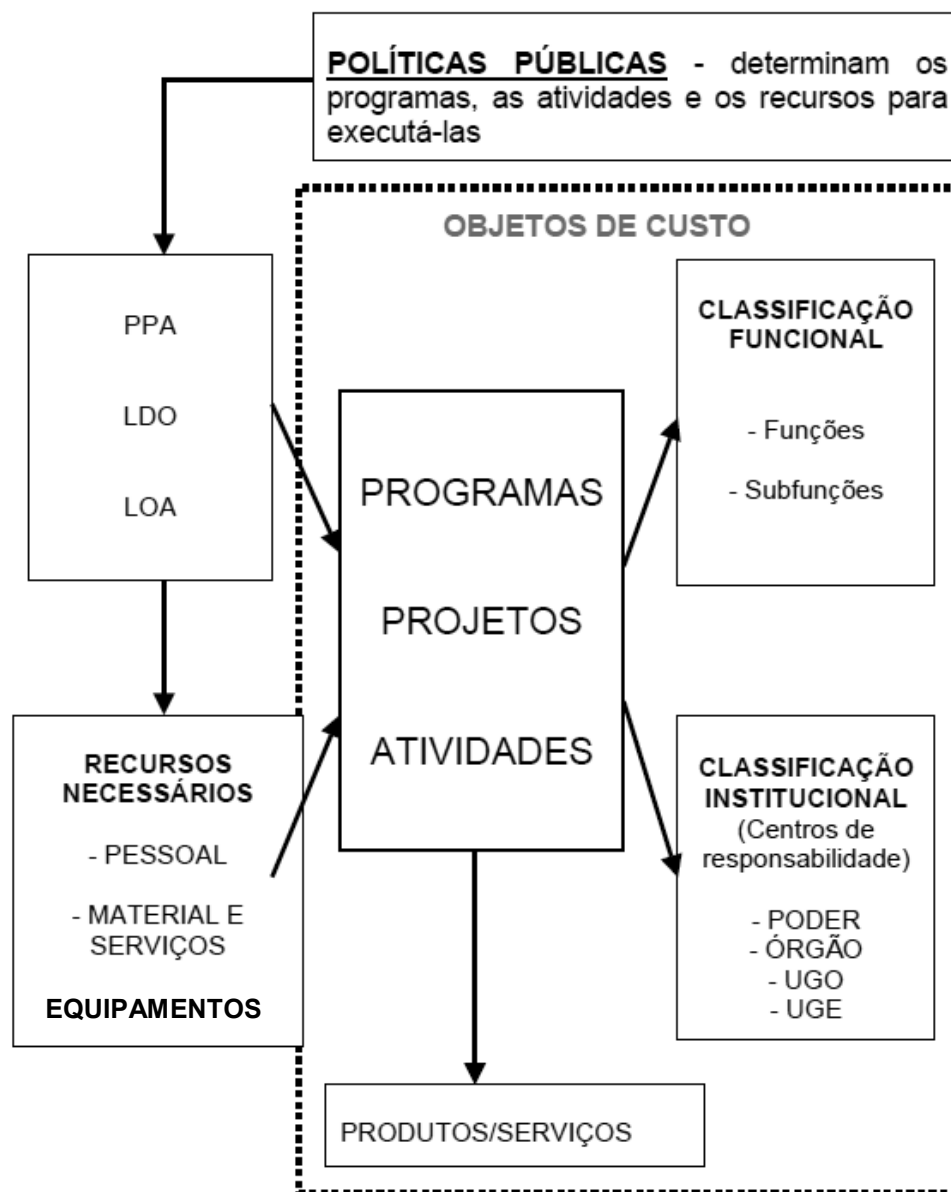 POLÍTICAS PÚBLICAS - determinam os
programas, as atividades e os recursos para
executá-las
OBJETOS DE CUSTO
PPA
LDO
LOA
CLASSIFICAÇÃO
FUNCIONAL
- Funções
- Subfunções
PROGRAMAS
PROJETOS
ATIVIDADES
RECURSOS
NECESSÁRIOS
- PESSOAL
- MATERIAL E
SERVIÇOS
EQUIPAMENTOS
CLASSIFICAÇÃO
INSTITUCIONAL
(Centros de
responsabilidade)
- PODER
- ÓRGÃO
- UGO
- UGE
PRODUTOS/SERVIÇOS